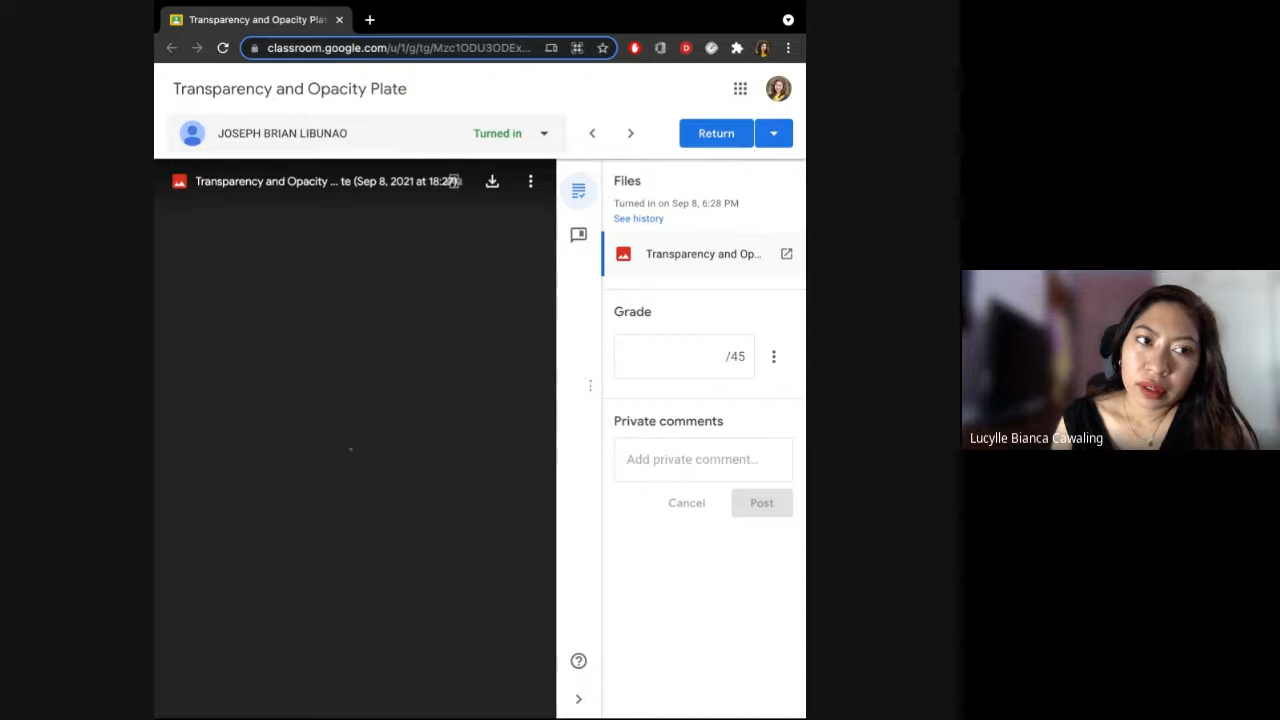 Transparency and Opacity Plat
classroom.google.com/u/1/g/tg/Mzc1ODU3ODEx...
Transparency and Opacity Plate
JOSEPH BRIAN LIBUNAO
Turned in
Return
Transparency and Opacity ... te (Sep 8, 2021 at 18:27)
Files
Turned in on Sep 8, 6:28 PM
See history
Transparency and Op...
Grade
/45
Private comments
Add private comment...
Cancel
Post
Lucylle Bianca Cawaling